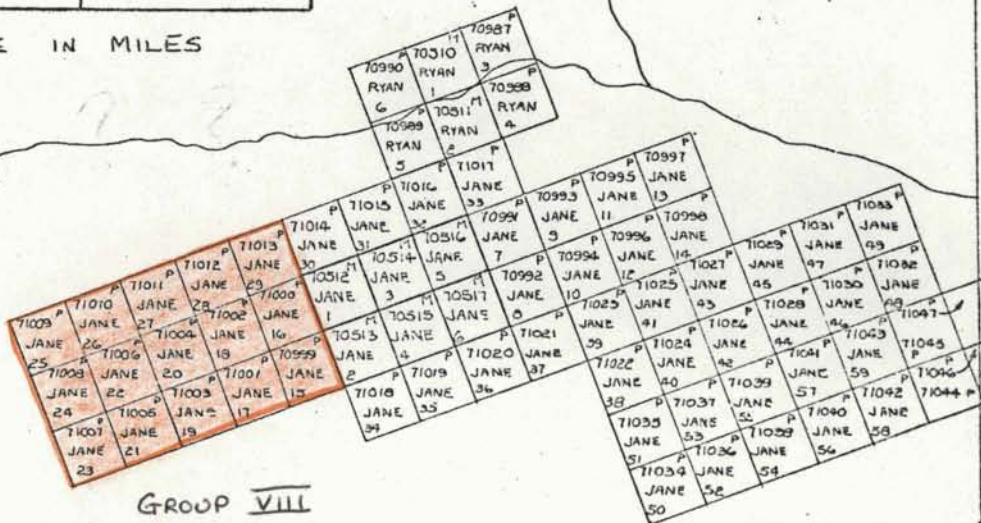 E IN MILES
70990 P
RYAN
6
70510 M
RYAN
1
70987 P
RYAN
3
70989 P
RYAN
5
70511 M
RYAN
2
70988 P
RYAN
4
71009 P
JANE
25
71010 P
JANE
26
71011 P
JANE
27
71012 P
JANE
28
71013 P
JANE
29
71014 P
JANE
30
71015 P
JANE
31
71016 P
JANE
32
71017 P
JANE
33
71008 P
JANE
24
71006 P
JANE
22
71004 P
JANE
20
71002 P
JANE
18
71000 P
JANE
16
70512 M
JANE
1
70514 M
JANE
3
70516 M
JANE
5
70991 P
JANE
7
70993 P
JANE
9
70995 P
JANE
11
70997 P
JANE
13
71007 P
JANE
23
71005 P
JANE
21
71003 P
JANE
19
71001 P
JANE
17
70999 P
JANE
15
70513 M
JANE
2
70515 M
JANE
4
70517 M
JANE
6
70992 P
JANE
8
70994 P
JANE
10
70996 P
JANE
12
70998 P
JANE
14
71018 P
JANE
34
71019 P
JANE
35
71020 P
JANE
36
71021 P
JANE
37
71023 P
JANE
39
71025 P
JANE
41
71027 P
JANE
43
71029 P
JANE
45
71031 P
JANE
47
71033 P
JANE
49
71022 P
JANE
38
71024 P
JANE
40
71026 P
JANE
42
71028 P
JANE
44
71030 P
JANE
46
71032 P
JANE
48
71035 P
JANE
51
71037 P
JANE
53
71039 P
JANE
55
71041 P
JANE
57
71043 P
JANE
59
71045 P
71047
71034 P
JANE
50
71036 P
JANE
52
71038 P
JANE
54
71040 P
JANE
56
71042 P
JANE
58
71044 P
71046
GROUP VIII